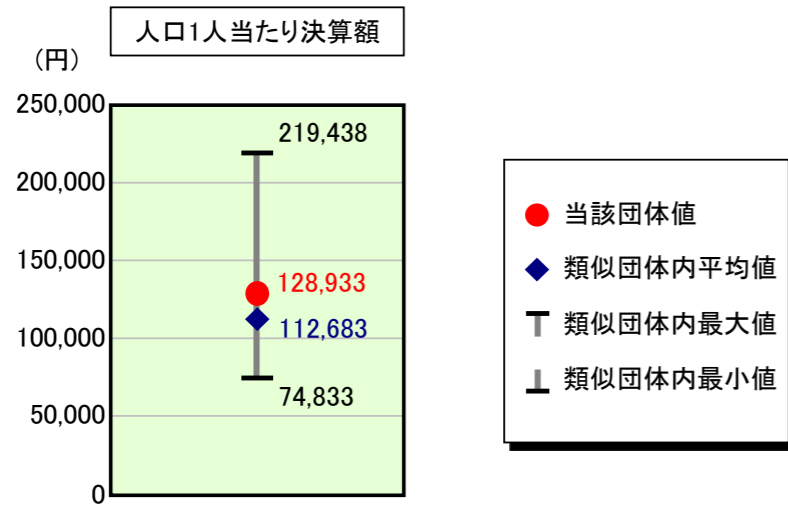 人口1人当たり決算額
（円）
250,000
200,000
150,000
100,000
50,000
0
219,438
128,933
112,683
74,833
当該団体値
類似団体内平均値
類似団体内最大値
類似団体内最小値